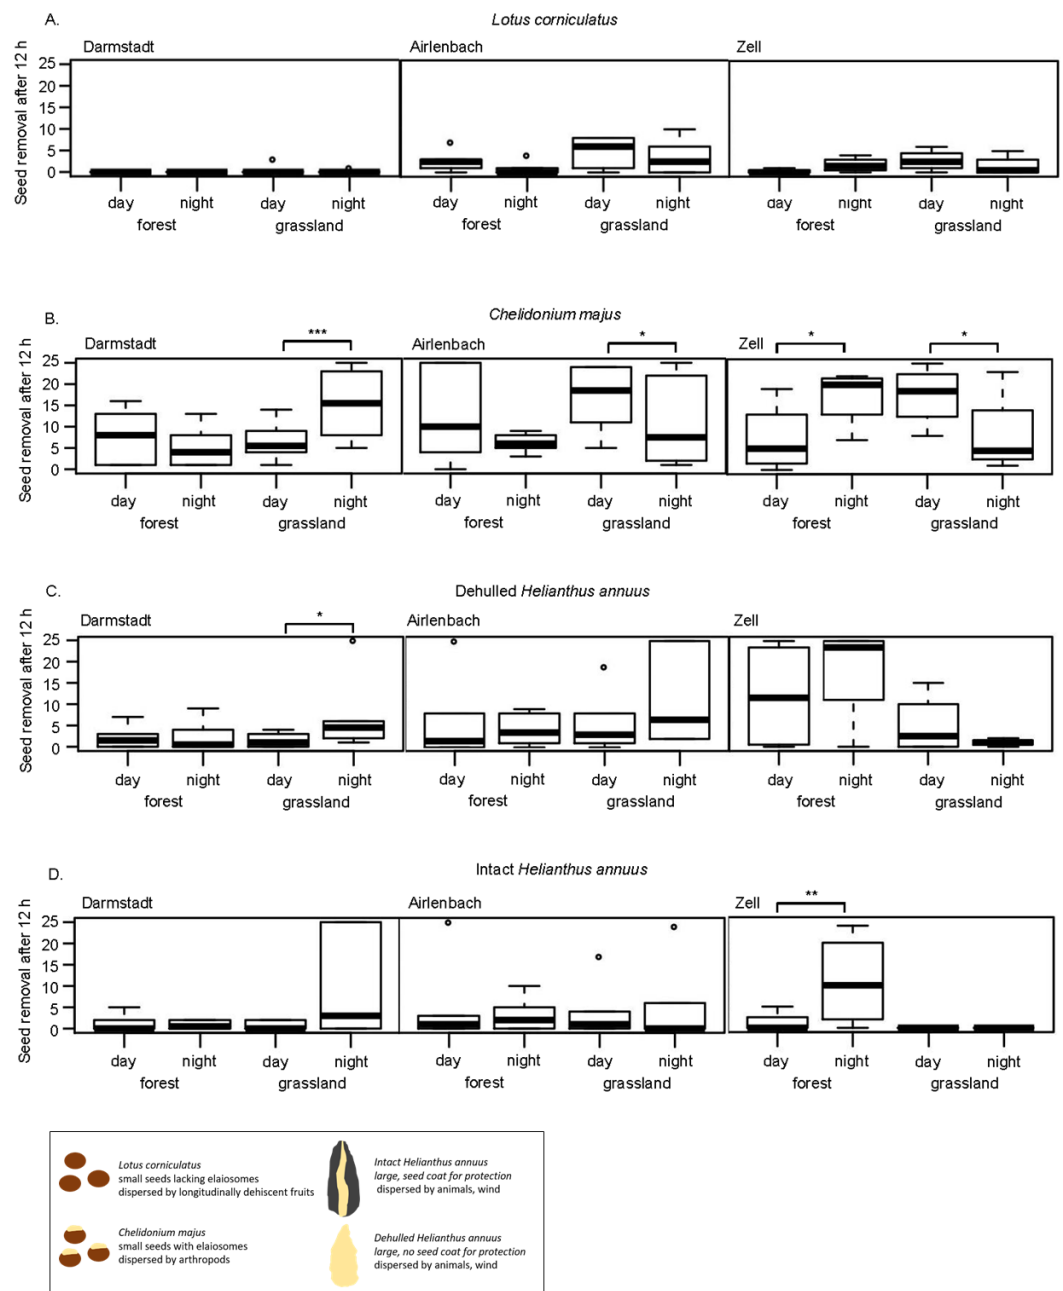 A.
Lotus corniculatus
Darmstadt
Airlenbach
Zell
Seed removal after 12 h
25
20
15
10
5
0
day night day night
forest grassland
day night day night
forest grassland
day night day night
forest grassland
B.
Chelidonium majus
Darmstadt
***
Airlenbach
*
Zell
*
*
Seed removal after 12 h
25
20
15
10
5
0
day night day night
forest grassland
day night day night
forest grassland
day night day night
forest grassland
C.
Dehulled Helianthus annuus
Darmstadt
*
Airlenbach
Zell
Seed removal after 12 h
25
20
15
10
5
0
day night day night
forest grassland
day night day night
forest grassland
day night day night
forest grassland
D.
Intact Helianthus annuus
Darmstadt
Airlenbach
Zell
**
Seed removal after 12 h
25
20
15
10
5
0
day night day night
forest grassland
day night day night
forest grassland
day night day night
forest grassland
Lotus corniculatus
small seeds lacking elaiosomes
dispersed by longitudinally dehiscent fruits
Chelidonium majus
small seeds with elaiosomes
dispersed by arthropods
Intact Helianthus annuus
large, seed coat for protection
dispersed by animals, wind
Dehulled Helianthus annuus
large, no seed coat for protection
dispersed by animals, wind